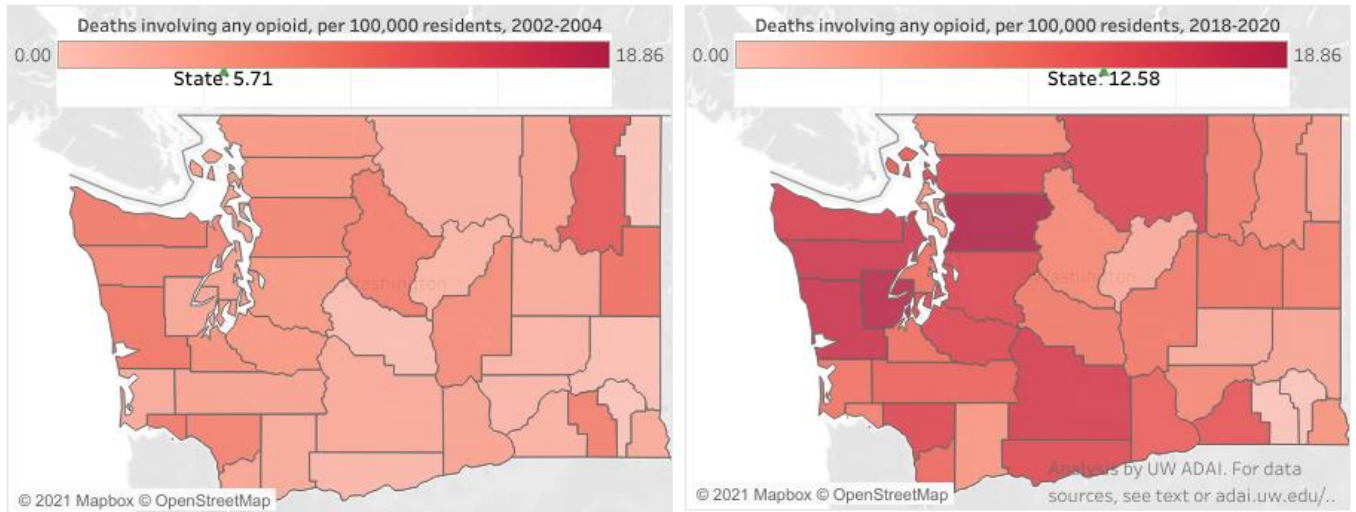 Deaths involving any opioid, per 100,000 residents, 2002-2004
0.00 18.86
State: 5.71
© 2021 Mapbox © OpenStreetMap
Deaths involving any opioid, per 100,000 residents, 2018-2020
0.00 18.86
State: 12.58
Washington
Analysis by UW ADAI. For data
sources, see text or adai.uw.edu/..
© 2021 Mapbox © OpenStreetMap